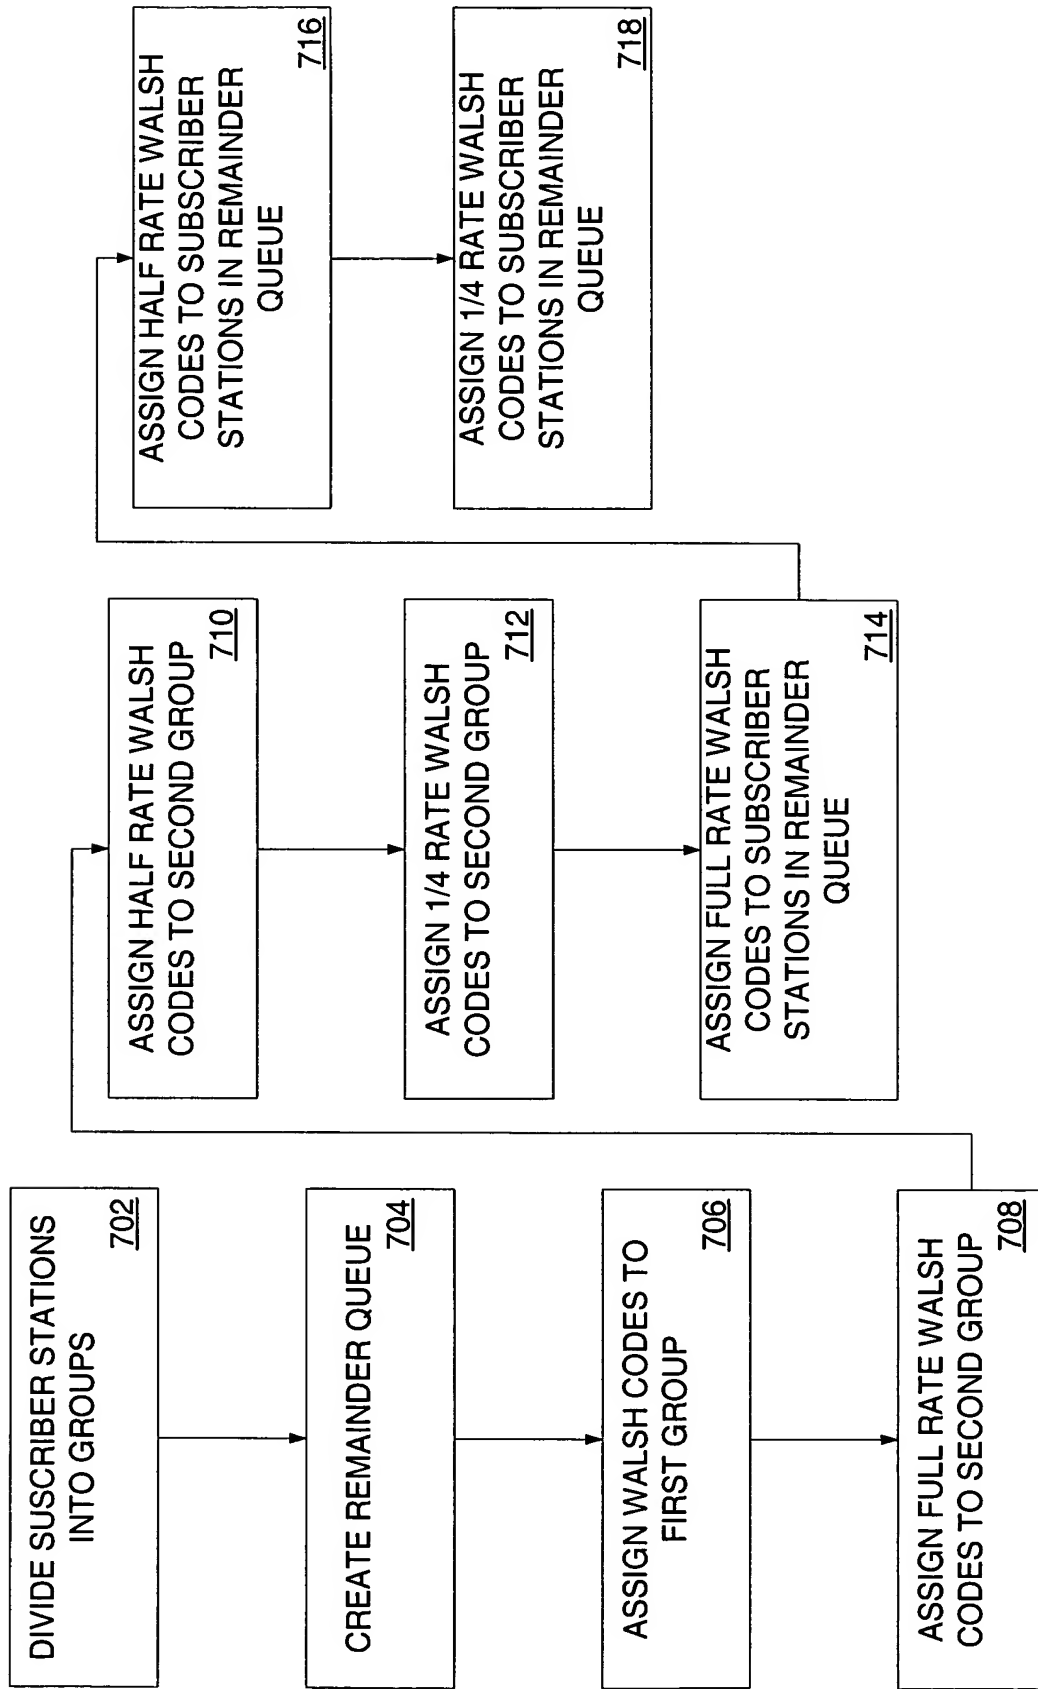 DIVIDE SUSCRIBER STATIONS
INTO GROUPS
702
CREATE REMAINDER QUEUE
704
ASSIGN WALSH CODES TO
FIRST GROUP
706
ASSIGN FULL RATE WALSH
CODES TO SECOND GROUP
708
ASSIGN HALF RATE WALSH
CODES TO SECOND GROUP
710
ASSIGN 1/4 RATE WALSH
CODES TO SECOND GROUP
712
ASSIGN FULL RATE WALSH
CODES TO SUBSCRIBER
STATIONS IN REMAINDER
QUEUE
714
ASSIGN HALF RATE WALSH
CODES TO SUBSCRIBER
STATIONS IN REMAINDER
QUEUE
716
ASSIGN 1/4 RATE WALSH
CODES TO SUBSCRIBER
STATIONS IN REMAINDER
QUEUE
718